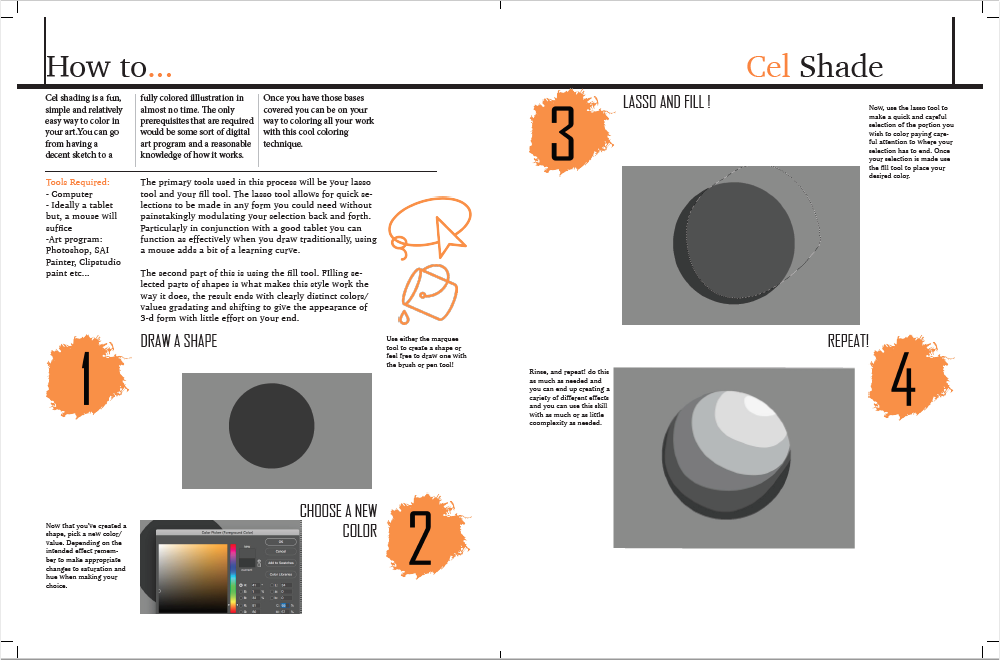 How to...
Cel shading is a fun,
simple and relatively
easy way to color in
your art.You can go
from having a
decent sketch to a
fully colored illustration in
almost no time. The only
prerequisites that are required
would be some sort of digital
art program and a reasonable
knowledge of how it works.
Once you have those bases
covered you can be on your
way to coloring all your work
with this cool coloring
technique.
Tools Required:
- Computer
- Ideally a tablet
but, a mouse will
suffice
-Art program:
Photoshop, SAI
Painter, Clipstudio
paint etc...
The primary tools used in this process will be your lasso
tool and your fill tool. The lasso tool allows for quick se-
lections to be made in any form you could need without
painstakingly modulating your selection back and forth.
Particularly in conjunction with a good tablet you can
function as effectively when you draw traditionally, using
a mouse adds a bit of a learning curve.
The second part of this is using the fill tool. Filling se-
lected parts of shapes is what makes this style work the
way it does, the result ends with clearly distinct colors/
values gradating and shifting to give the appearance of
3-d form with little effort on your end.
1
DRAW A SHAPE
Use either the marquee
tool to create a shape or
feel free to draw one with
the brush or pen tool!
CHOOSE A NEW
COLOR
2
Now that you've created a
shape, pick a new color/
value. Depending on the
intended effect remem-
ber to make appropriate
changes to saturation and
hue when making your
choice.
Color Picker (Foreground Color)
OK
Cancel
Add to Swatches
Color Libraries
new
current
Cel Shade
3
LASSO AND FILL !
Now, use the lasso tool to
make a quick and careful
selection of the portion you
wish to color paying care-
ful attention to where your
selection has to end. Once
your selection is made use
the fill tool to place your
desired color.
REPEAT!
4
Rinse, and repeat! do this
as much as needed and
you can end up creating a
cariety of different effects
and you can use this skill
with as much or as little
coomplexity as needed.